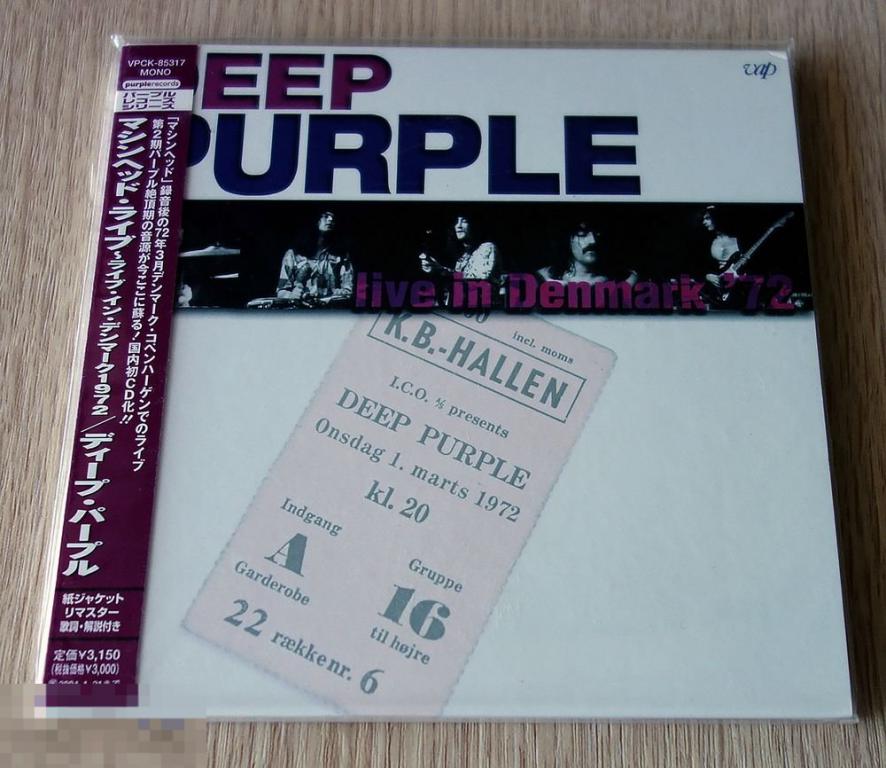 VPCK-85317
MONO
purplerecords
パープル
レコーズ
シリーズ
「マシンヘッド」録音後の72年3月デンマーク・コペンハーゲンでのライブ
第2期パープル絶頂期の音源が今ここに蘇る!国内初CD化!!
マシンヘッド・ライブ~ライブ・イン・デンマーク1972/ディープ・パープル
紙ジャケット
リマスター
歌詞・解説付き
定価¥3,150
(税抜価格¥3,000)
DEEP
PURPLE
vap
live in Denmark '72
incl. moms
K.B.-HALLEN
I.C.O. A/S presents
DEEP PURPLE
Onsdag 1. marts 1972
kl. 20
Indgang
A
Garderobe
Gruppe
16
til højre
22 række nr. 6